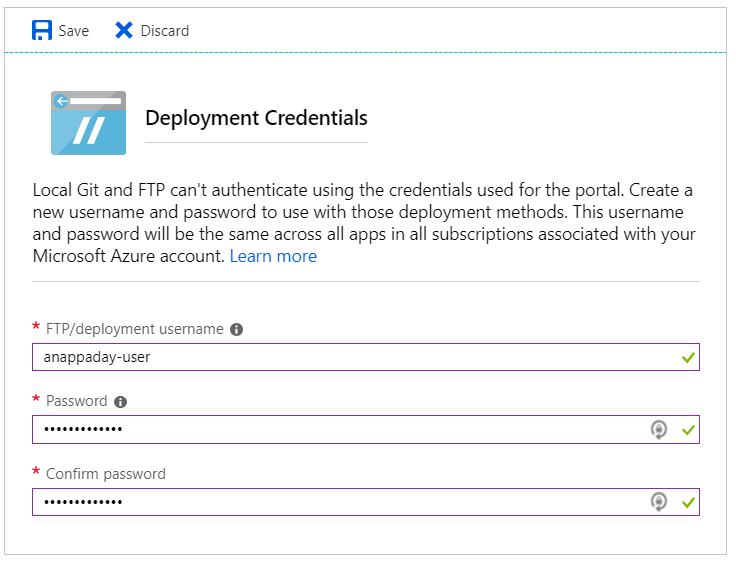 Save Discard
Deployment Credentials
Local Git and FTP can't authenticate using the credentials used for the portal. Create a
new username and password to use with those deployment methods. This username
and password will be the same across all apps in all subscriptions associated with your
Microsoft Azure account. Learn more
* FTP/deployment username
anappaday-user
* Password
•••••••••••••
* Confirm password
•••••••••••••